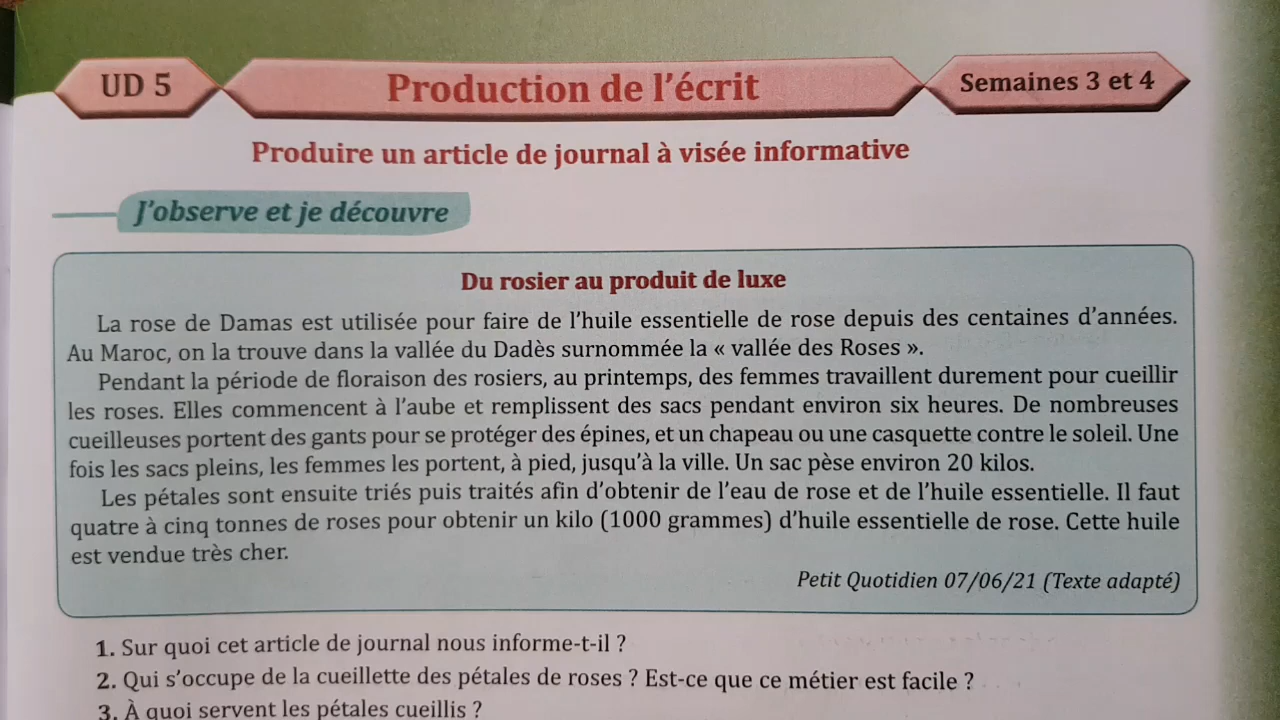 UD 5
Production de l'écrit
Semaines 3 et 4
Produire un article de journal à visée informative
J'observe et je découvre
Du rosier au produit de luxe
La rose de Damas est utilisée pour faire de l'huile essentielle de rose depuis des centaines d'années.
Au Maroc, on la trouve dans la vallée du Dadès surnommée la « vallée des Roses ».
Pendant la période de floraison des rosiers, au printemps, des femmes travaillent durement pour cueillir
les roses. Elles commencent à l'aube et remplissent des sacs pendant environ six heures. De nombreuses
cueilleuses portent des gants pour se protéger des épines, et un chapeau ou une casquette contre le soleil. Une
fois les sacs pleins, les femmes les portent, à pied, jusqu'à la ville. Un sac pèse environ 20 kilos.
Les pétales sont ensuite triés puis traités afin d'obtenir de l'eau de rose et de l'huile essentielle. Il faut
quatre à cinq tonnes de roses pour obtenir un kilo (1000 grammes) d'huile essentielle de rose. Cette huile
est vendue très cher.
Petit Quotidien 07/06/21 (Texte adapté)
1. Sur quoi cet article de journal nous informe-t-il ?
2. Qui s'occupe de la cueillette des pétales de roses ? Est-ce que ce métier est facile ?
3. À quoi servent les pétales cueillis ?